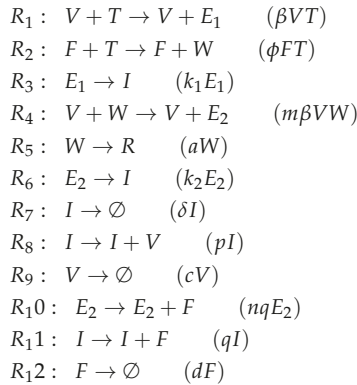 R₁ : V + T → V + E₁ (βVT)
R₂ : F + T → F + W (ϕFT)
R₃ : E₁ → I (k₁E₁)
R₄ : V + W → V + E₂ (mβVW)
R₅ : W → R (aW)
R₆ : E₂ → I (k₂E₂)
R₇ : I → ∅ (δI)
R₈ : I → I + V (pI)
R₉ : V → ∅ (cV)
R₁0 : E₂ → E₂ + F (nqE₂)
R₁1 : I → I + F (qI)
R₁2 : F → ∅ (dF)